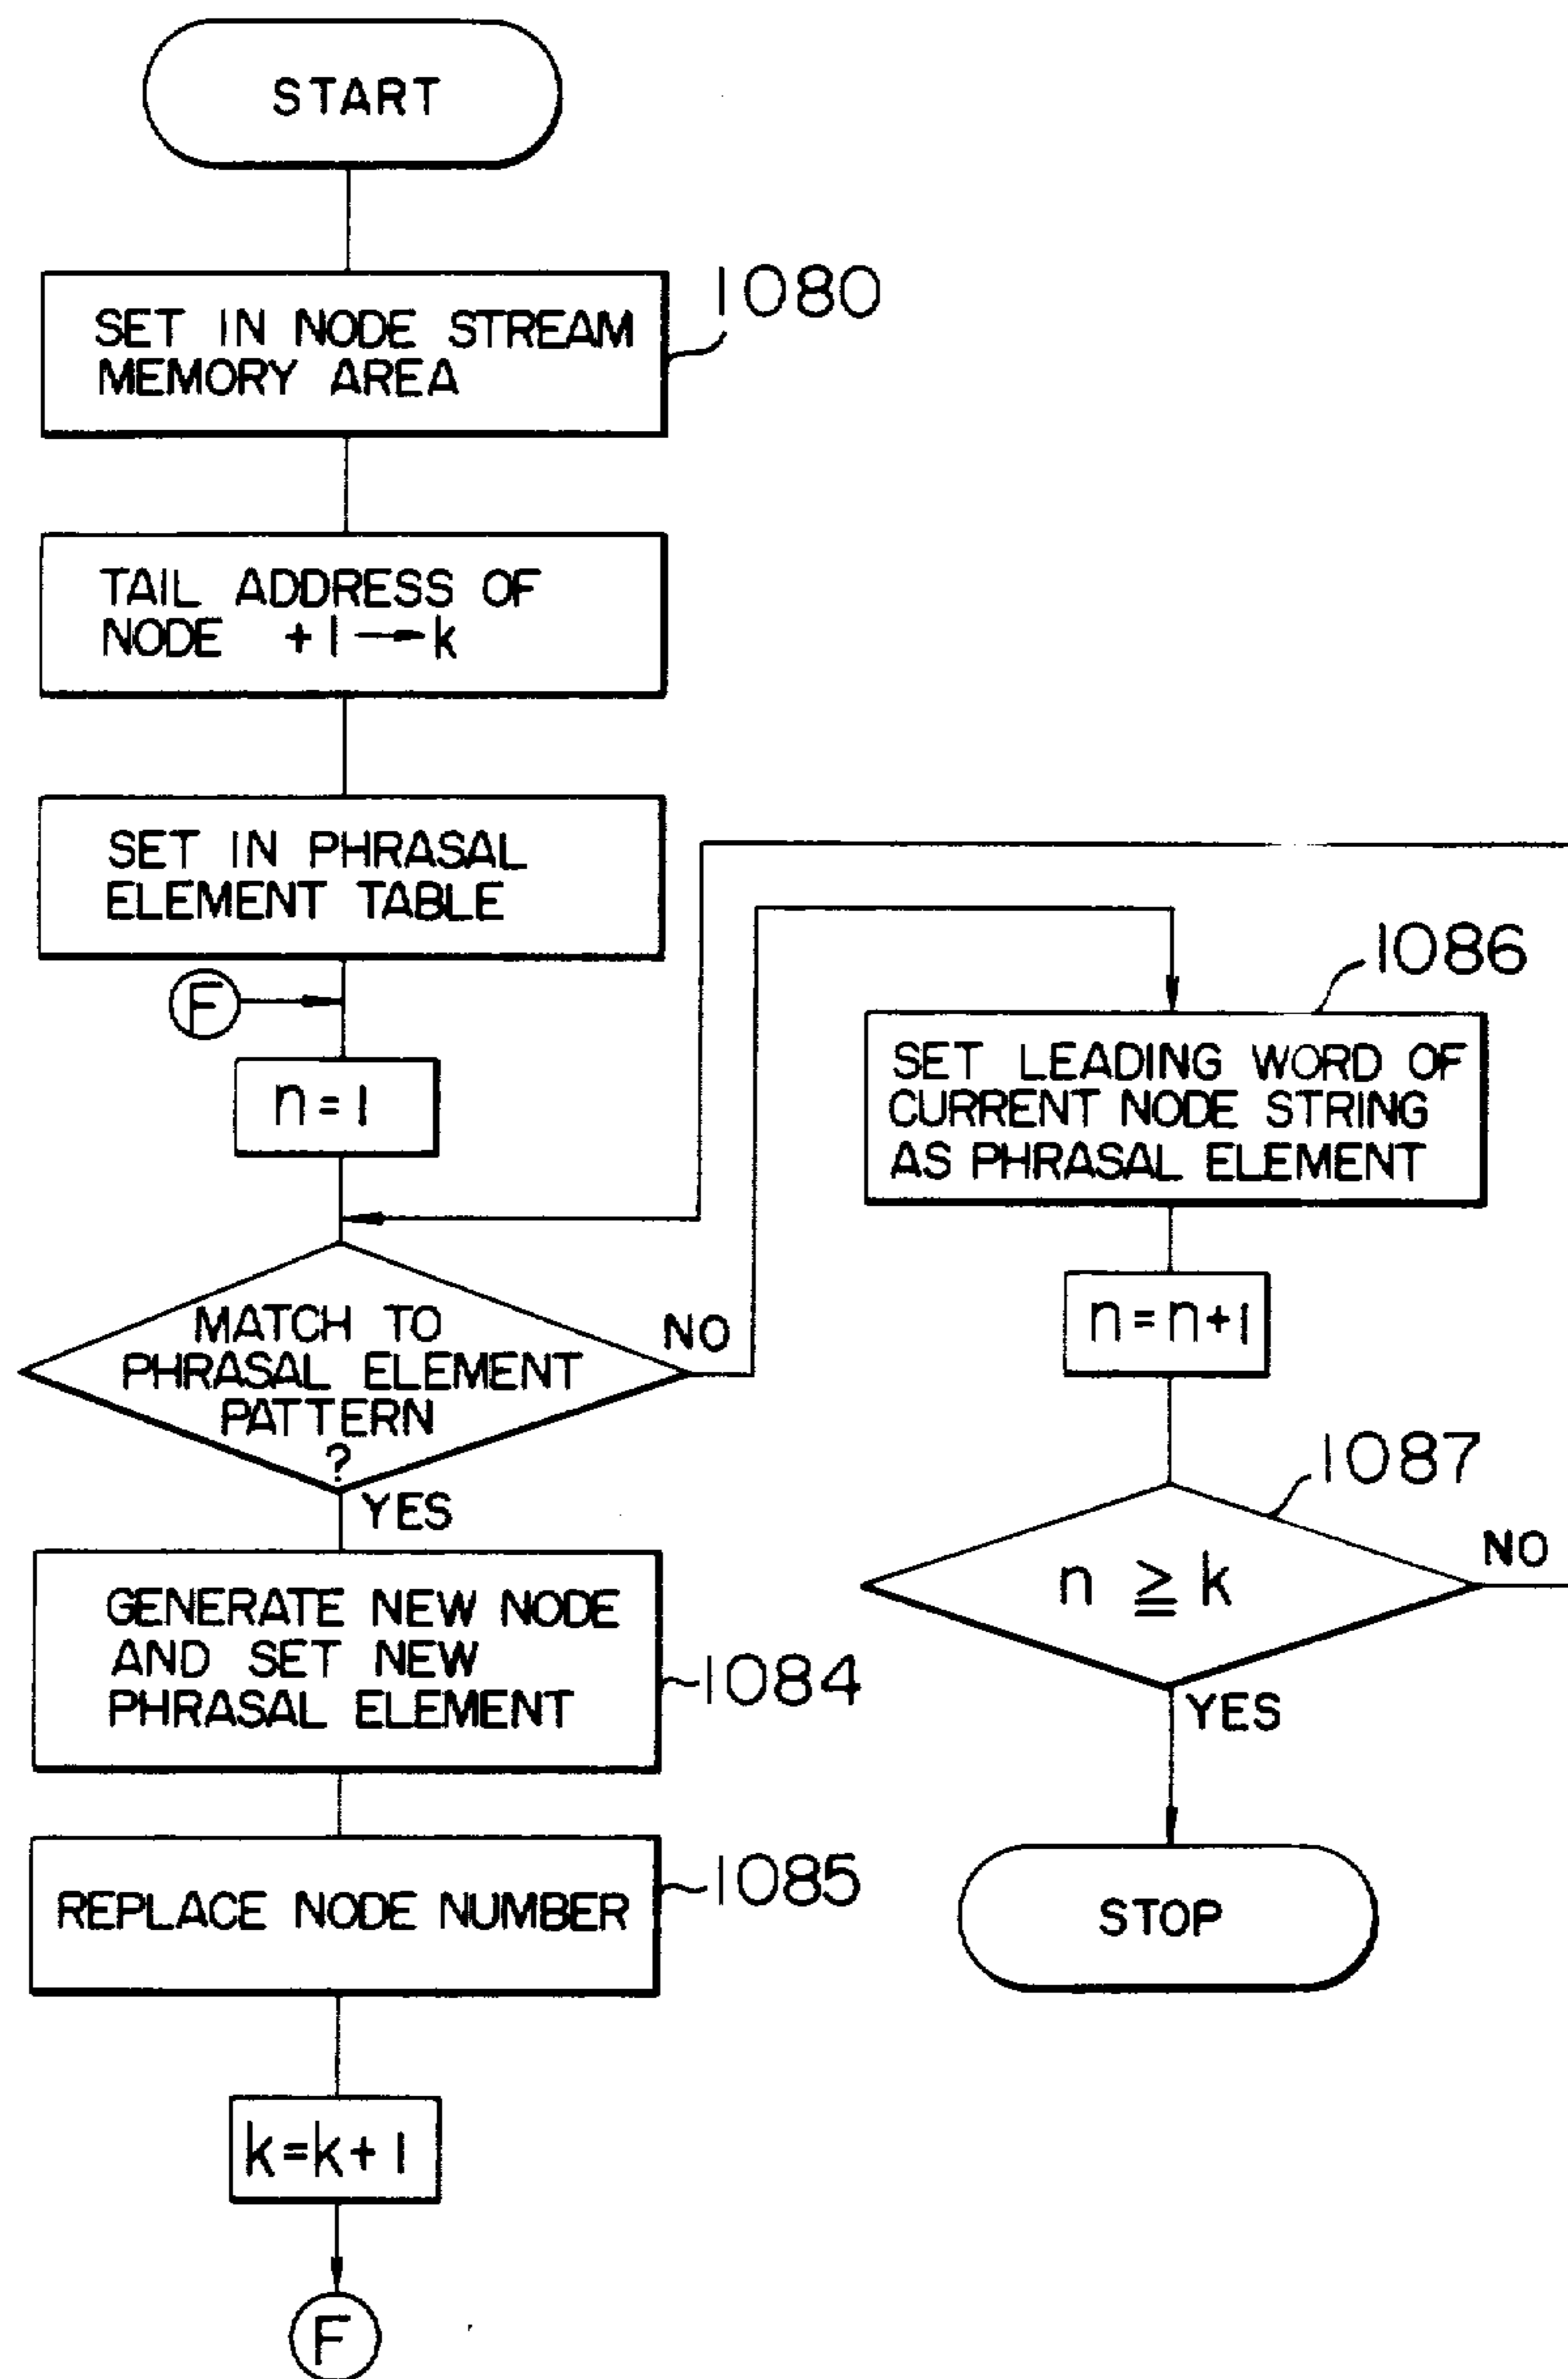 START
1080
SET IN NODE STREAM
MEMORY AREA
TAIL ADDRESS OF
NODE +1→k
SET IN PHRASAL
ELEMENT TABLE
F
n=1
MATCH TO
PHRASAL ELEMENT
PATTERN
?
NO
YES
GENERATE NEW NODE
AND SET NEW
PHRASAL ELEMENT
1084
REPLACE NODE NUMBER
1085
k=k+1
F
1086
SET LEADING WORD OF
CURRENT NODE STRING
AS PHRASAL ELEMENT
n=n+1
1087
n ≧ k
NO
YES
STOP